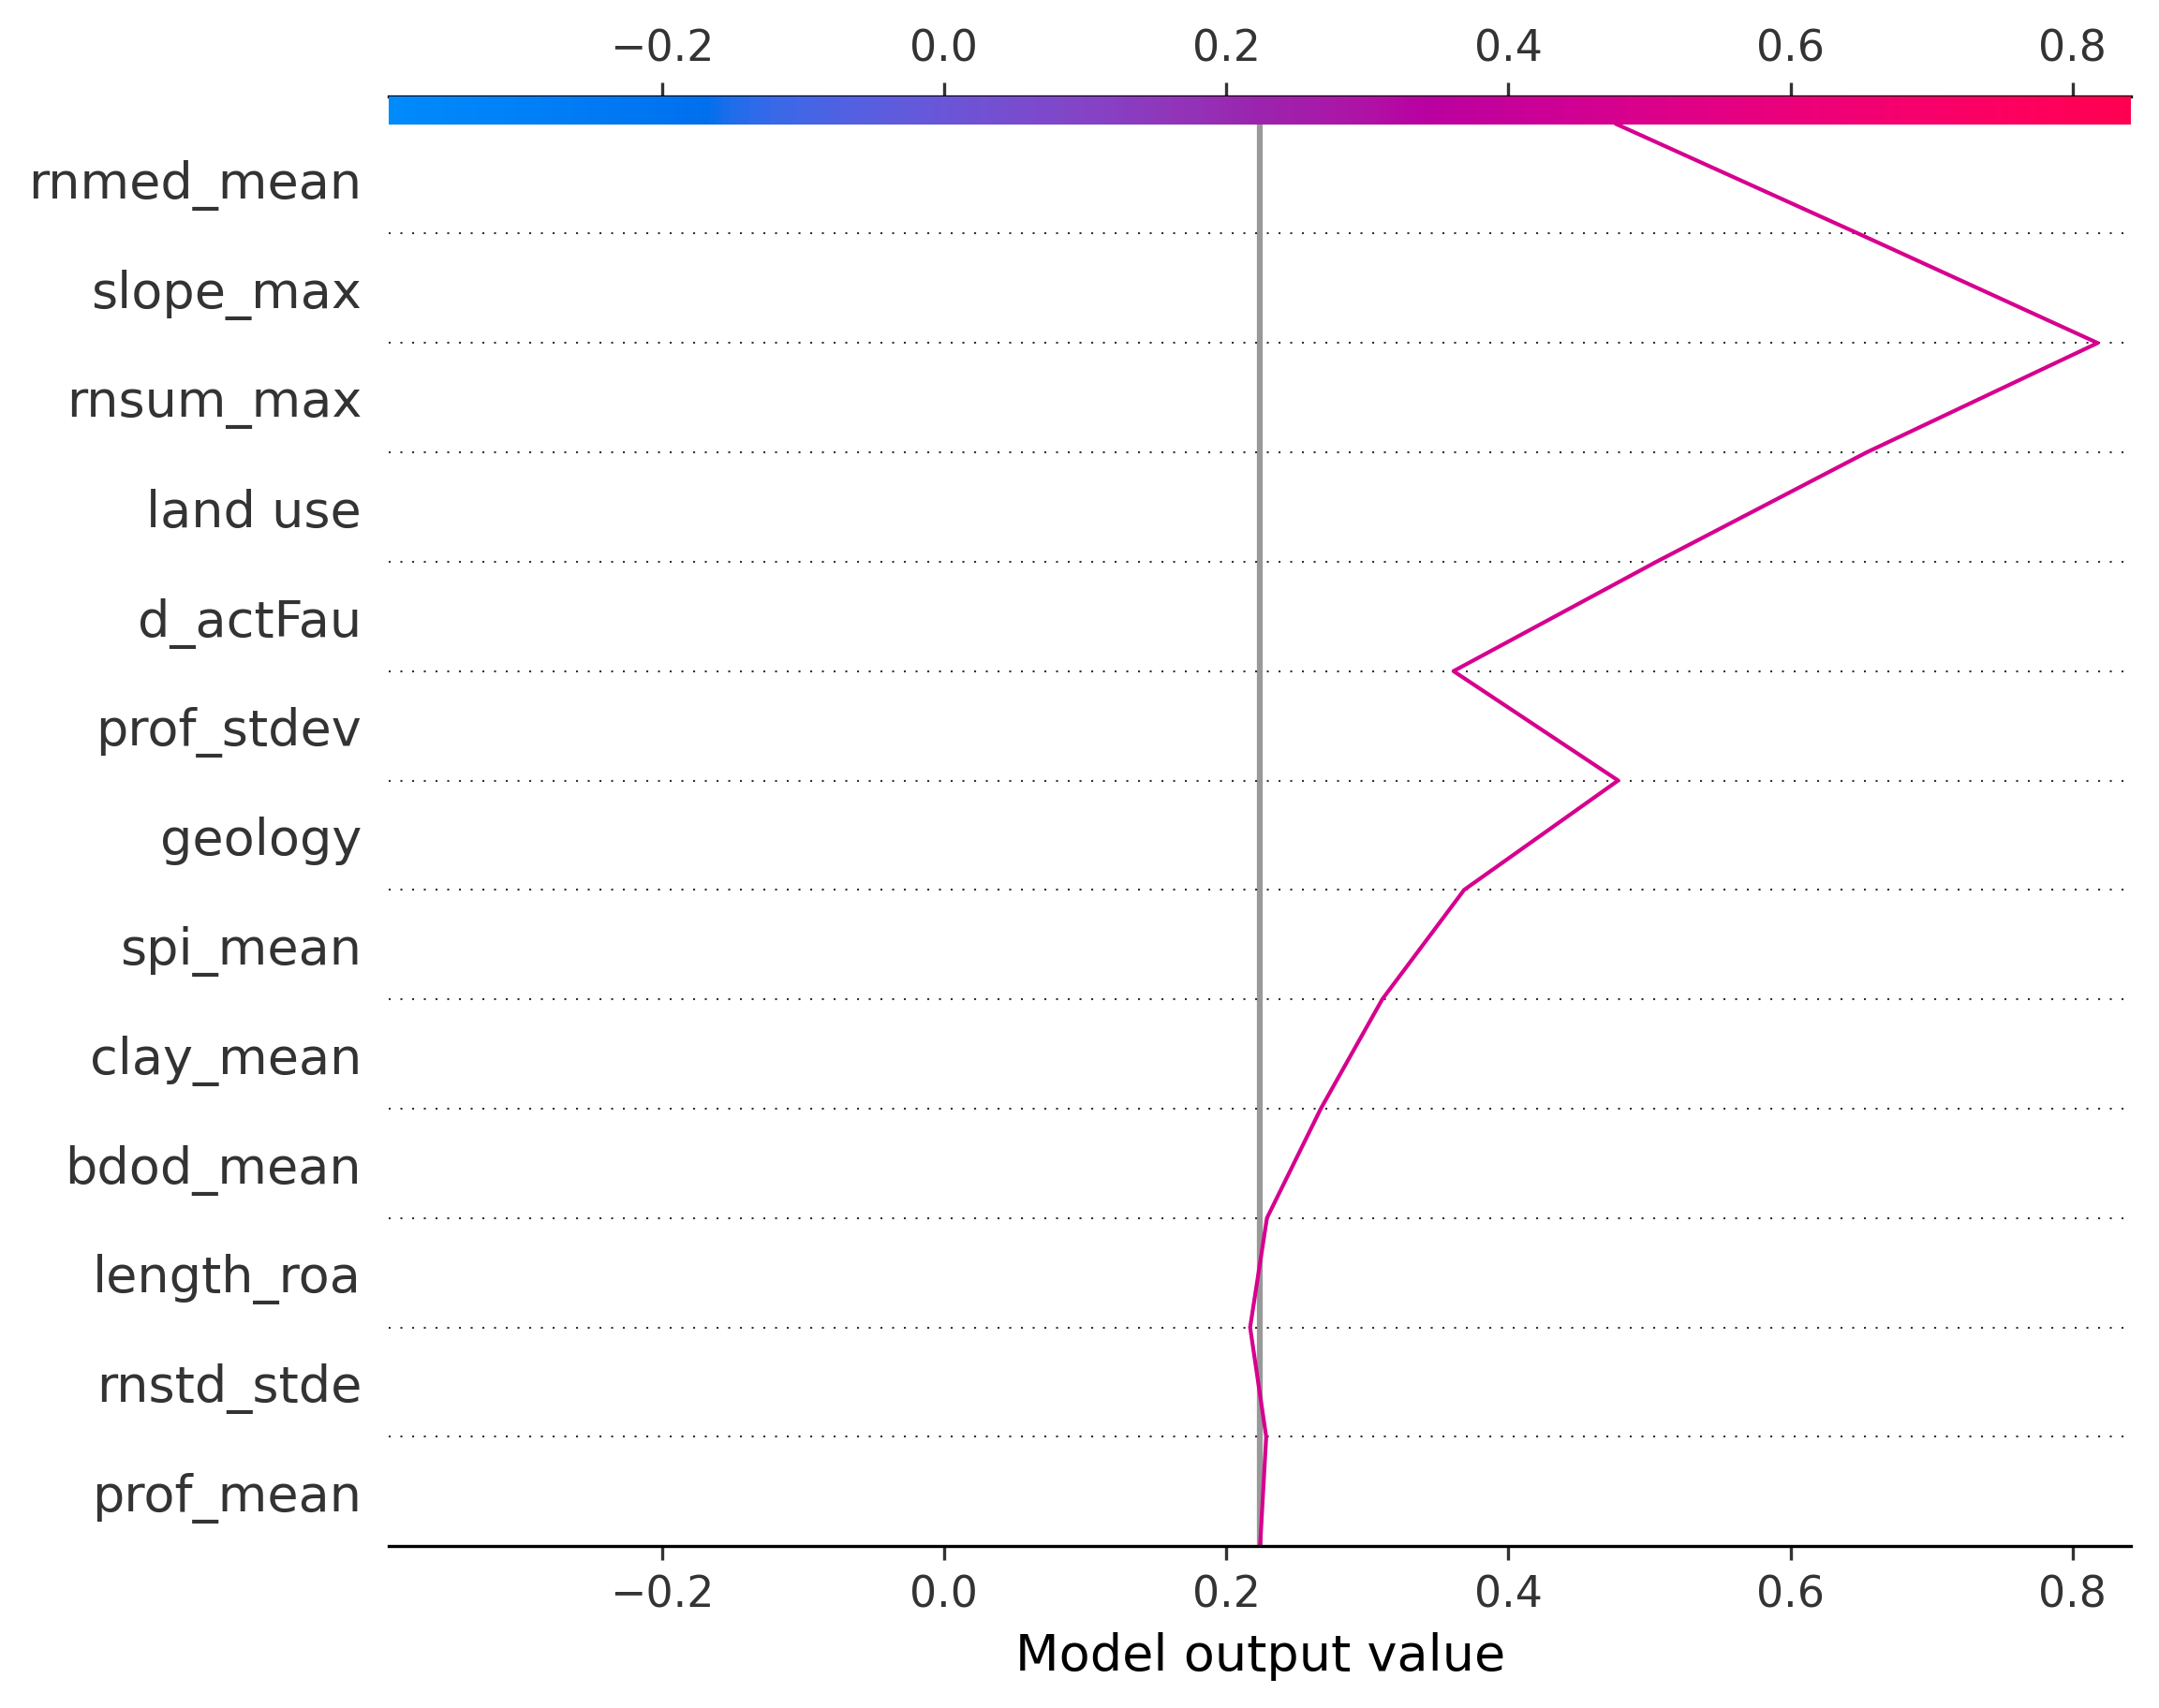 −0.2 0.0 0.2 0.4 0.6 0.8
rnmed_mean
slope_max
rnsum_max
land use
d_actFau
prof_stdev
geology
spi_mean
clay_mean
bdod_mean
length_roa
rnstd_stde
prof_mean
−0.2 0.0 0.2 0.4 0.6 0.8
Model output value